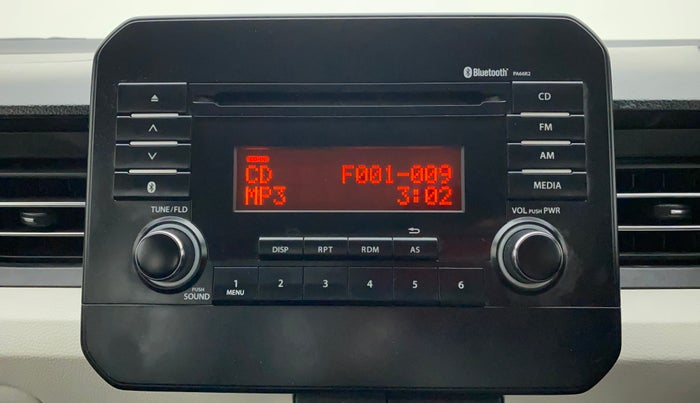 Bluetooth PA66R2
CD
FM
AM
MEDIA
CD F001-009
MP3 3:02
TUNE/FLD
VOL PUSH PWR
DISP RPT RDM AS
PUSH
SOUND
1 2 3 4 5 6
MENU